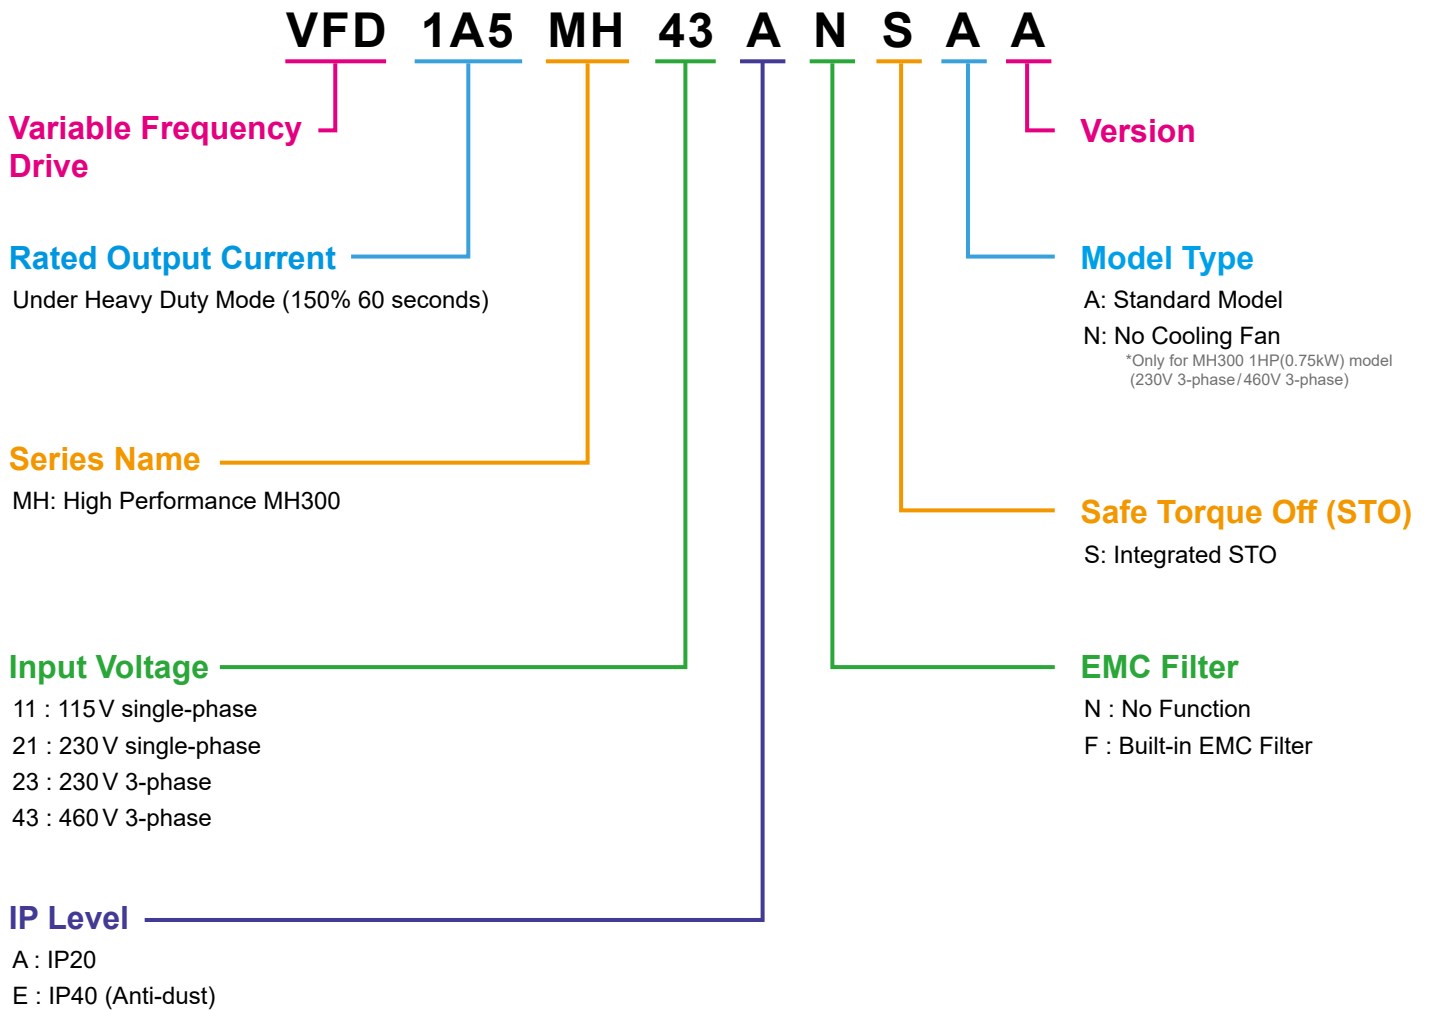 VFD 1A5 MH 43 A N S A A
Variable Frequency
Drive
Rated Output Current
Under Heavy Duty Mode (150% 60 seconds)
Series Name
MH: High Performance MH300
Input Voltage
11 : 115V single-phase
21 : 230V single-phase
23 : 230V 3-phase
43 : 460V 3-phase
IP Level
A : IP20
E : IP40 (Anti-dust)
Version
Model Type
A: Standard Model
N: No Cooling Fan
*Only for MH300 1HP(0.75kW) model
(230V 3-phase/460V 3-phase)
Safe Torque Off (STO)
S: Integrated STO
EMC Filter
N : No Function
F : Built-in EMC Filter